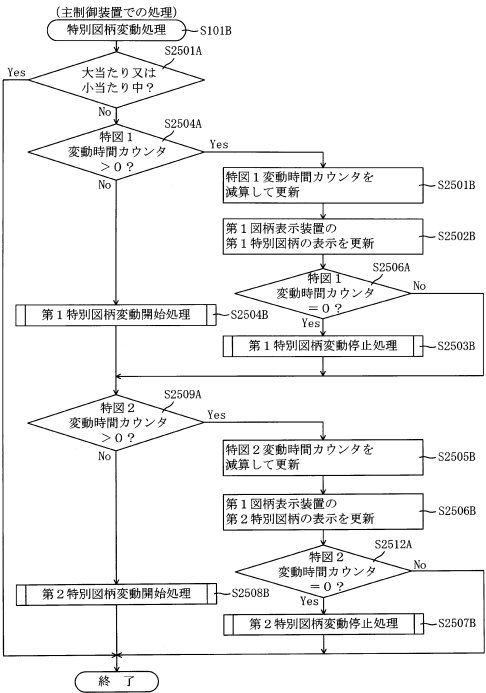 (主制御装置での処理)
特別図柄変動処理
S101B
S2501A
大当たり又は
小当たり中？
Yes
No
S2504A
特図１
変動時間カウンタ
＞０？
Yes
No
特図１変動時間カウンタを
減算して更新
S2501B
第１図柄表示装置の
第１特別図柄の表示を更新
S2502B
S2506A
特図１
変動時間カウンタ
＝０？
No
Yes
第１特別図柄変動開始処理
S2504B
第１特別図柄変動停止処理
S2503B
S2509A
特図２
変動時間カウンタ
＞０？
Yes
No
特図２変動時間カウンタを
減算して更新
S2505B
第１図柄表示装置の
第２特別図柄の表示を更新
S2506B
S2512A
特図２
変動時間カウンタ
＝０？
No
Yes
第２特別図柄変動開始処理
S2508B
第２特別図柄変動停止処理
S2507B
終　了